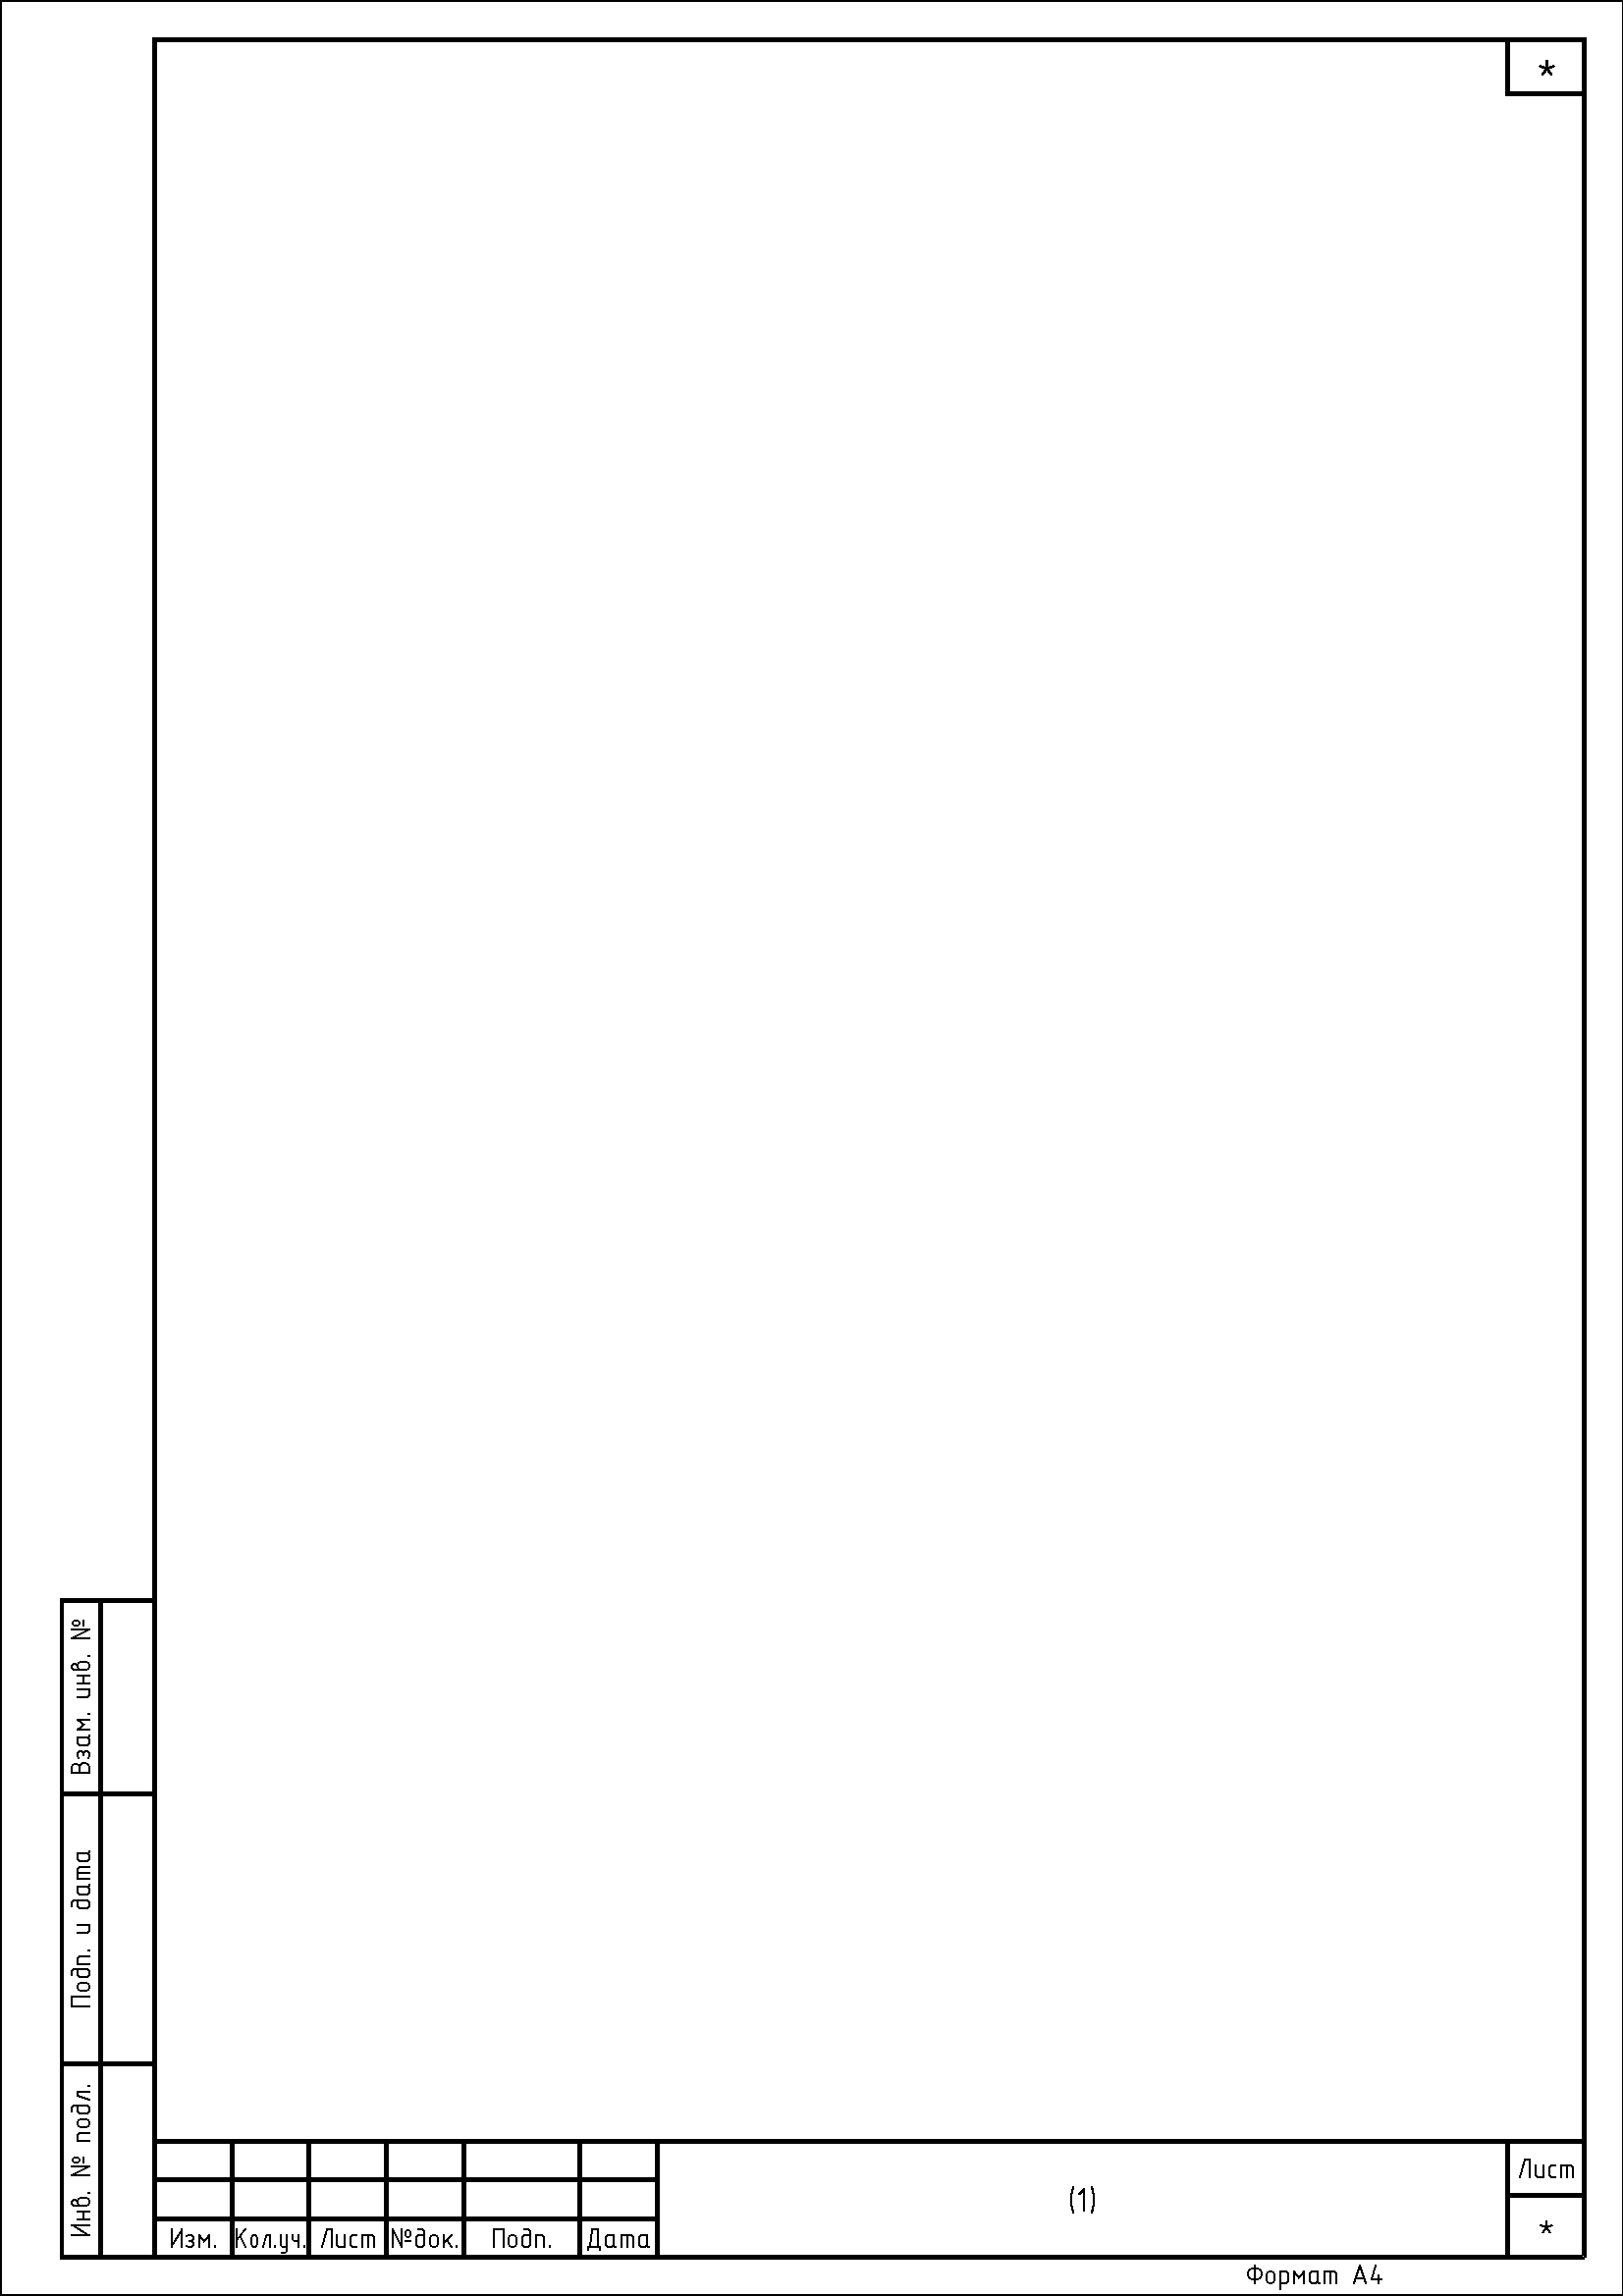 *
Взам. инв. №
Подп. и дата
Инв. № подл.
Изм. Кол.уч. Лист №док. Подп. Дата
(1)
Лист
*
Формат А4